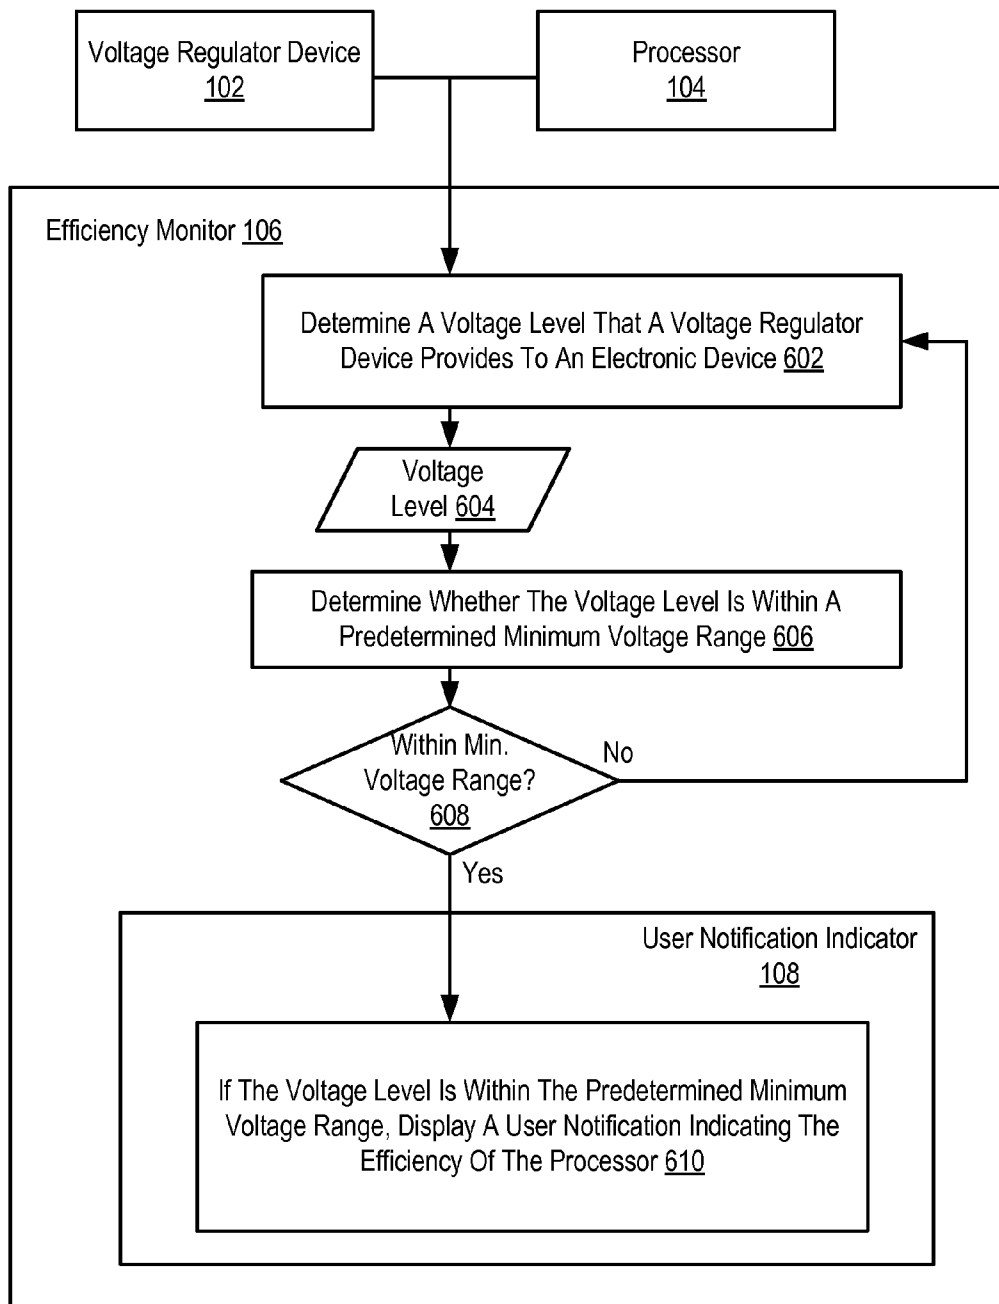 Voltage Regulator Device
102
Processor
104
Efficiency Monitor 106
Determine A Voltage Level That A Voltage Regulator
Device Provides To An Electronic Device 602
Voltage
Level 604
Determine Whether The Voltage Level Is Within A
Predetermined Minimum Voltage Range 606
Within Min.
Voltage Range?
608
No
Yes
User Notification Indicator
108
If The Voltage Level Is Within The Predetermined Minimum
Voltage Range, Display A User Notification Indicating The
Efficiency Of The Processor 610